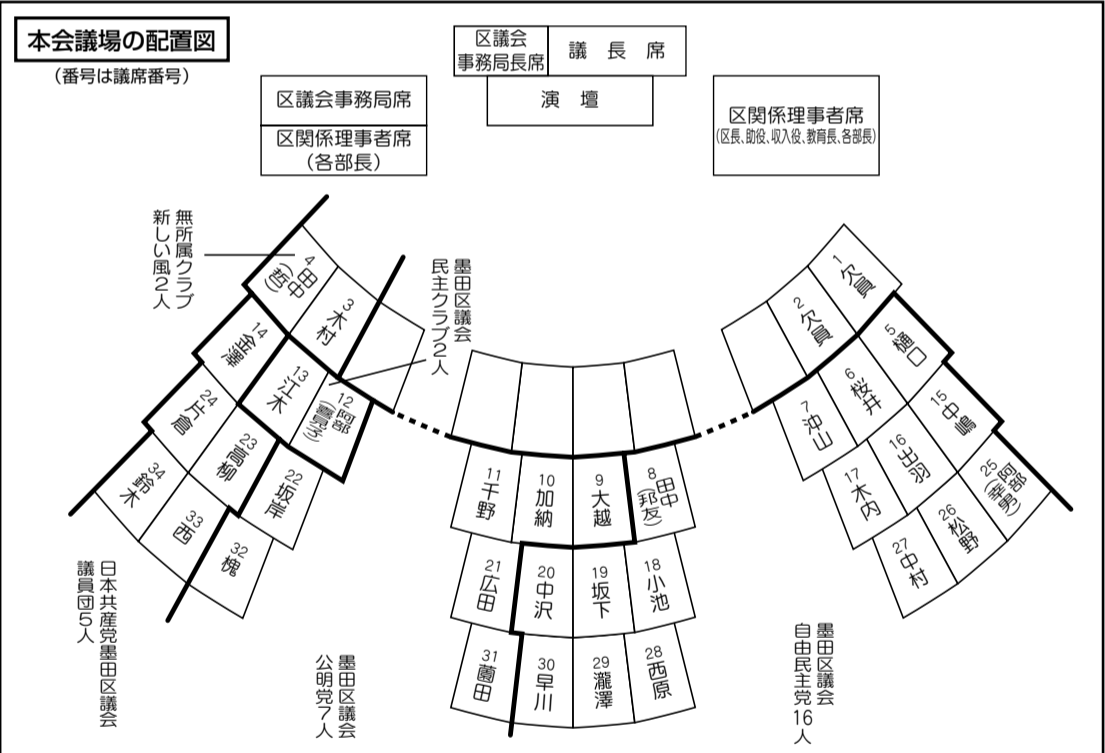 本会議場の配置図
(番号は議席番号)
区議会
事務局長席
議長席
演壇
区議会事務局席
区関係理事者席
(各部長)
区関係理事者席
(区長、助役、収入役、教育長、各部長)
無所属クラブ
新しい風2人
墨田区議会
民主クラブ2人
4 田中(哲)
3 木村
14 金澤
13 江木
12 阿部(喜見子)
24 片倉
23 高柳
22 坂岸
34 鈴木
33 西
32 槐
11 千野
10 加納
9 大越
8 田中(邦友)
21 広田
20 中沢
19 坂下
18 小池
31 薗田
30 早川
29 瀧澤
28 西原
1 欠員
2 欠員
5 樋口
6 桜井
7 沖山
15 中嶋
16 出羽
17 木内
25 阿部(幸男)
26 松野
27 中村
日本共産党墨田区議会
議員団5人
墨田区議会
公明党7人
墨田区議会
自由民主党16人